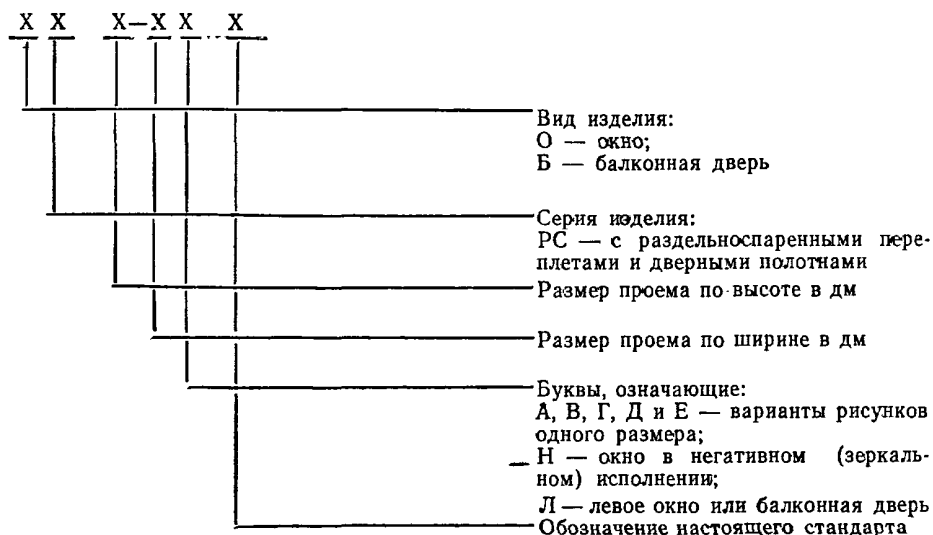 Х Х Х—Х Х Х
Вид изделия:
О — окно;
Б — балконная дверь
Серия изделия:
РС — с раздельноспаренными пере-
плетами и дверными полотнами
Размер проема по высоте в дм
Размер проема по ширине в дм
Буквы, означающие:
А, В, Г, Д и Е — варианты рисунков
одного размера;
Н — окно в негативном (зеркаль-
ном) исполнении;
Л — левое окно или балконная дверь
Обозначение настоящего стандарта